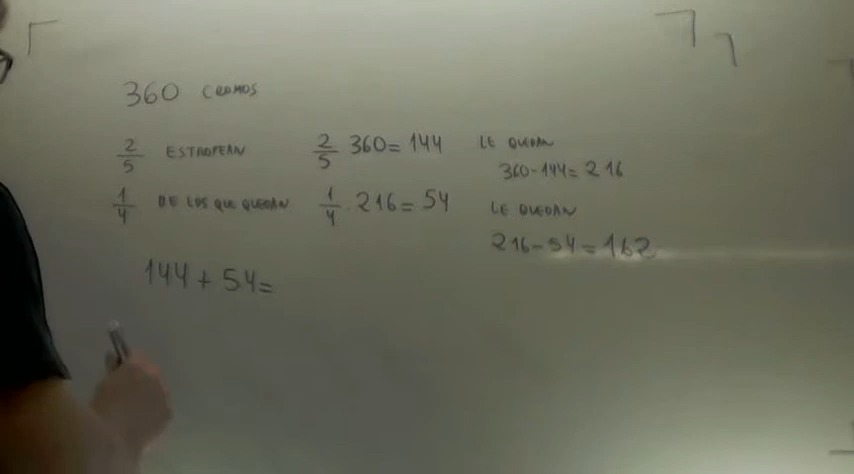 360 CROMOS
2/5 ESTROPEAN 2/5 360 = 144 LE QUEDAN
360 - 144 = 216
1/4 DE LOS QUE QUEDAN 1/4 · 216 = 54 LE QUEDAN
216 - 54 = 162
144 + 54 =